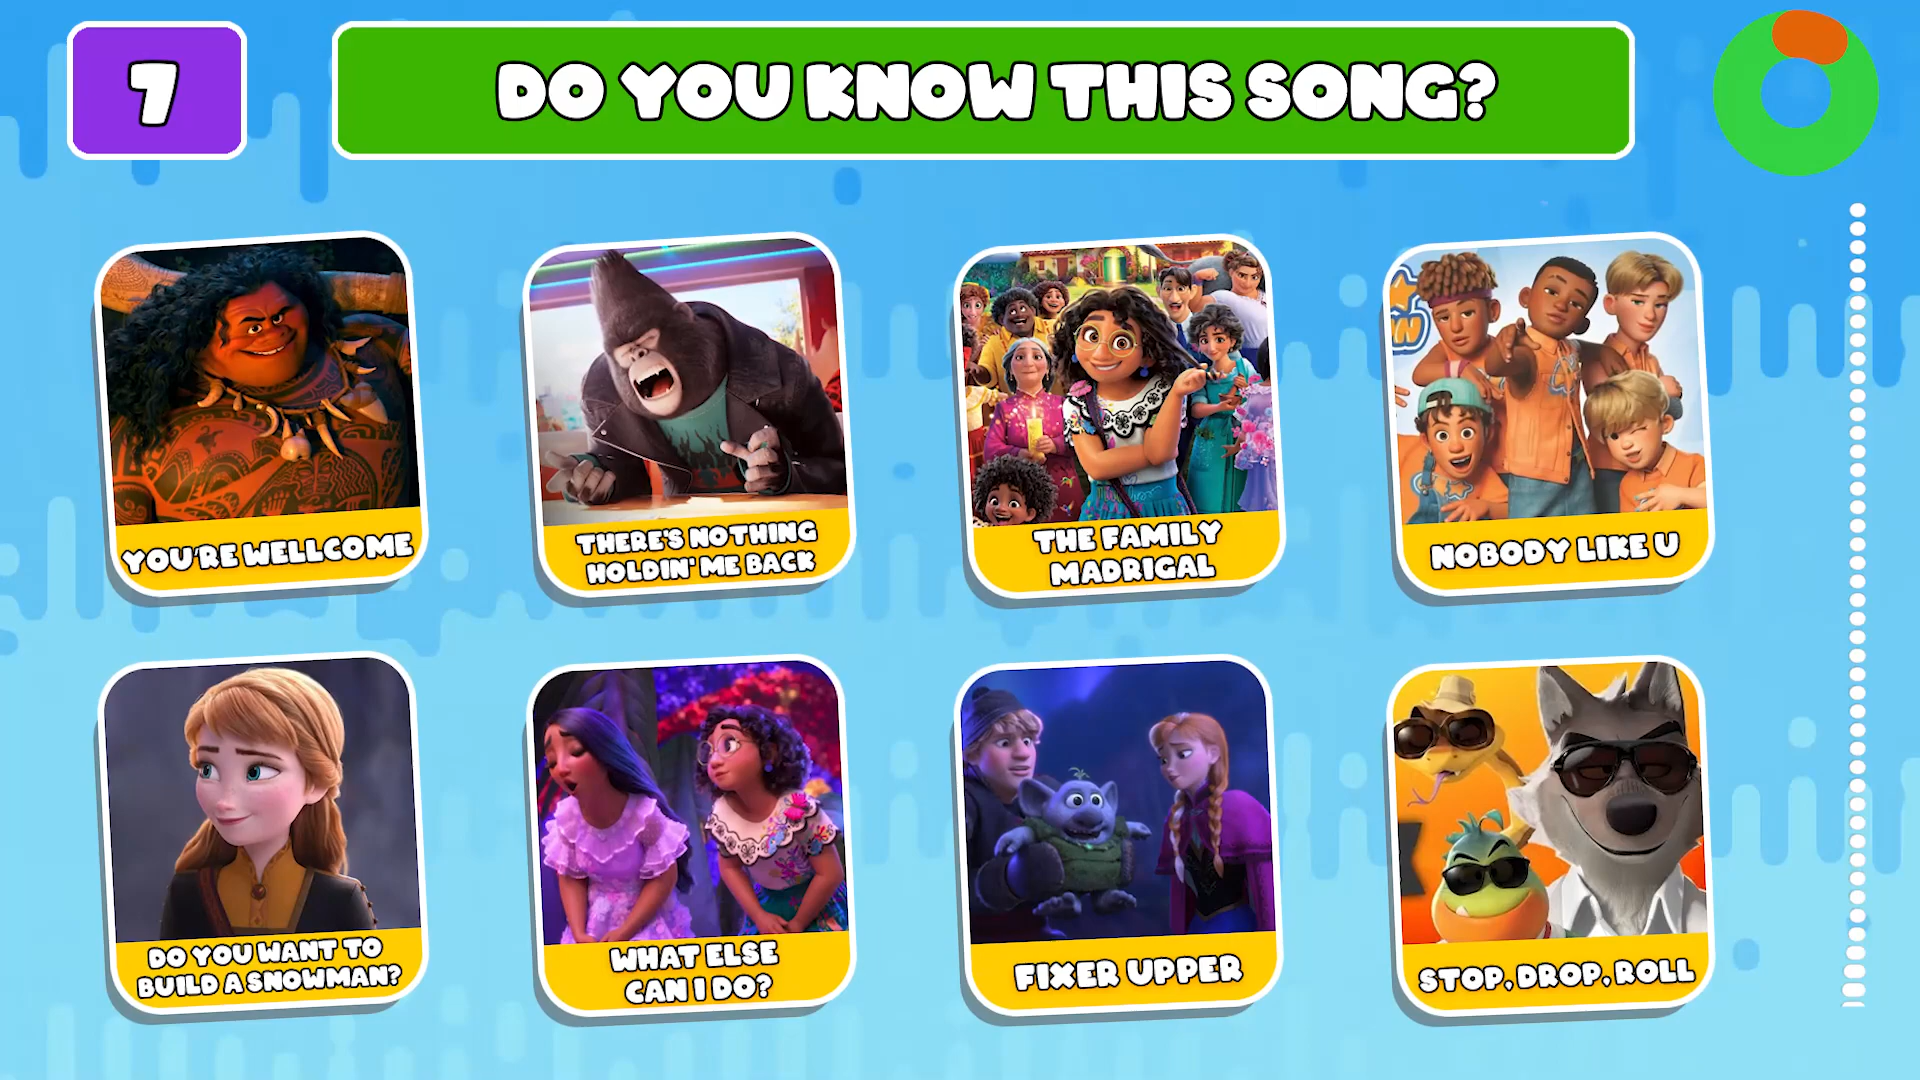 7
DO YOU KNOW THIS SONG?
YOU'RE WELLCOME
THERE'S NOTHING
HOLDIN' ME BACK
THE FAMILY
MADRIGAL
NOBODY LIKE U
DO YOU WANT TO
BUILD A SNOWMAN?
WHAT ELSE
CAN I DO?
FIXER UPPER
STOP, DROP, ROLL